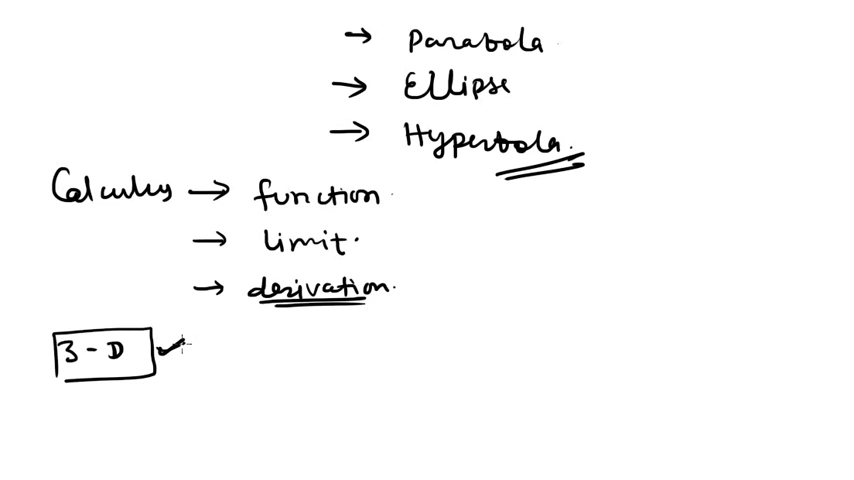 → Parabola
→ Ellipse
→ Hyperbola.
Calculus → function
→ limit.
→ derivation.
3-D ✓